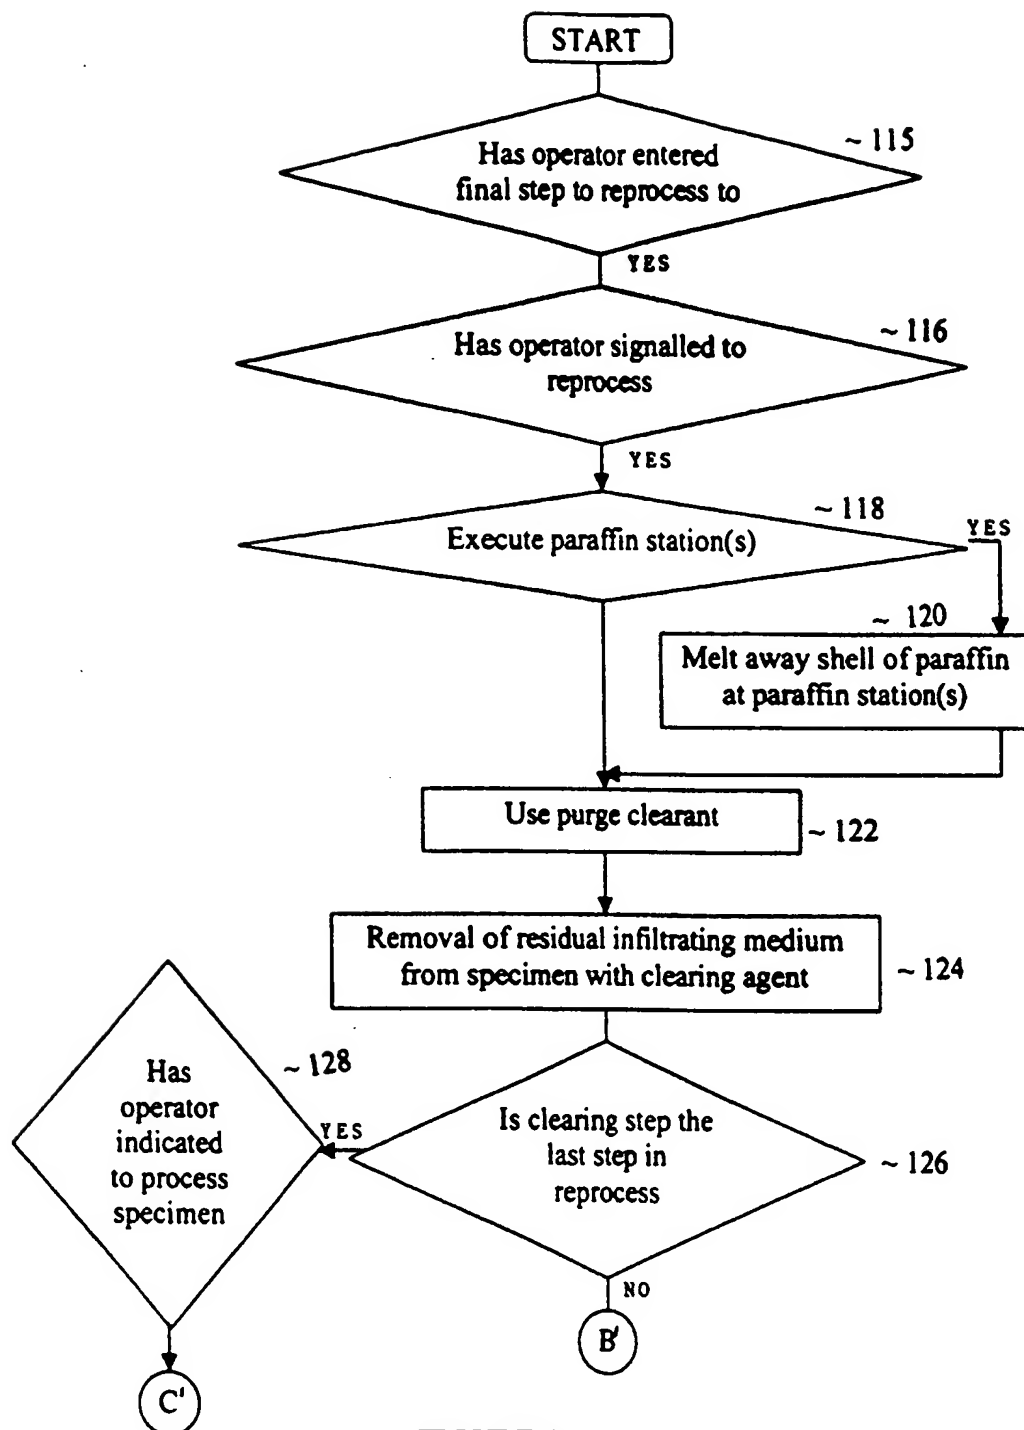 START
Has operator entered
final step to reprocess to
~ 115
YES
Has operator signalled to
reprocess
~ 116
YES
Execute paraffin station(s)
~ 118
YES
~ 120
Melt away shell of paraffin
at paraffin station(s)
Use purge clearant
~ 122
Removal of residual infiltrating medium
from specimen with clearing agent
~ 124
Is clearing step the
last step in
reprocess
~ 126
YES
Has
operator
indicated
to process
specimen
~ 128
NO
B'
C'